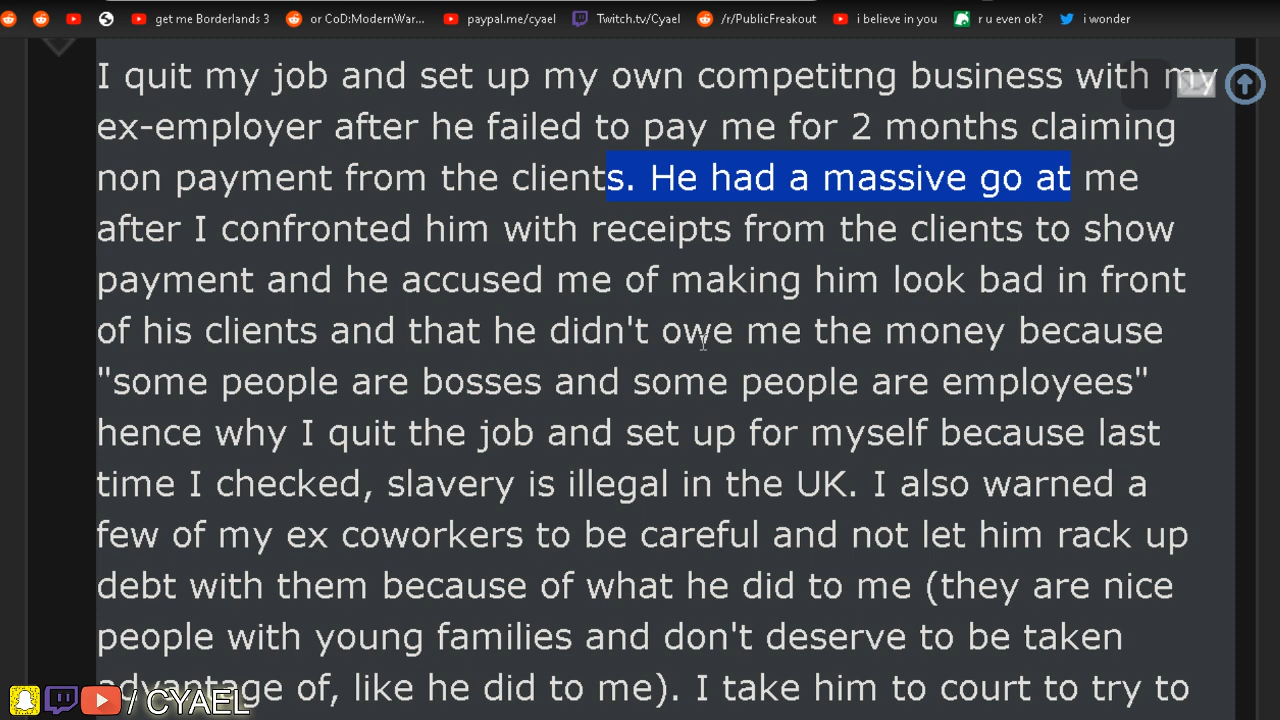 get me Borderlands 3 or CoD:ModernWar... paypal.me/cyael Twitch.tv/Cyael /r/PublicFreakout i believe in you r u even ok? i wonder
I quit my job and set up my own competitng business with my
ex-employer after he failed to pay me for 2 months claiming
non payment from the clients. He had a massive go at me
after I confronted him with receipts from the clients to show
payment and he accused me of making him look bad in front
of his clients and that he didn't owe me the money because
"some people are bosses and some people are employees"
hence why I quit the job and set up for myself because last
time I checked, slavery is illegal in the UK. I also warned a
few of my ex coworkers to be careful and not let him rack up
debt with them because of what he did to me (they are nice
people with young families and don't deserve to be taken
advantage of, like he did to me). I take him to court to try to
/ CYAEL